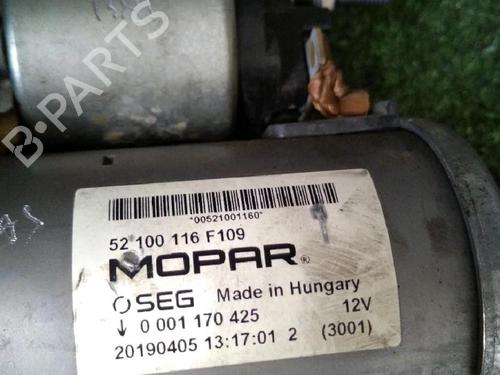 B-PARTS
*00521001160*
52 100 116 F109
MOPAR®
SEG Made in Hungary
0 001 170 425 12V
20190405 13:17:01 2 (3001)